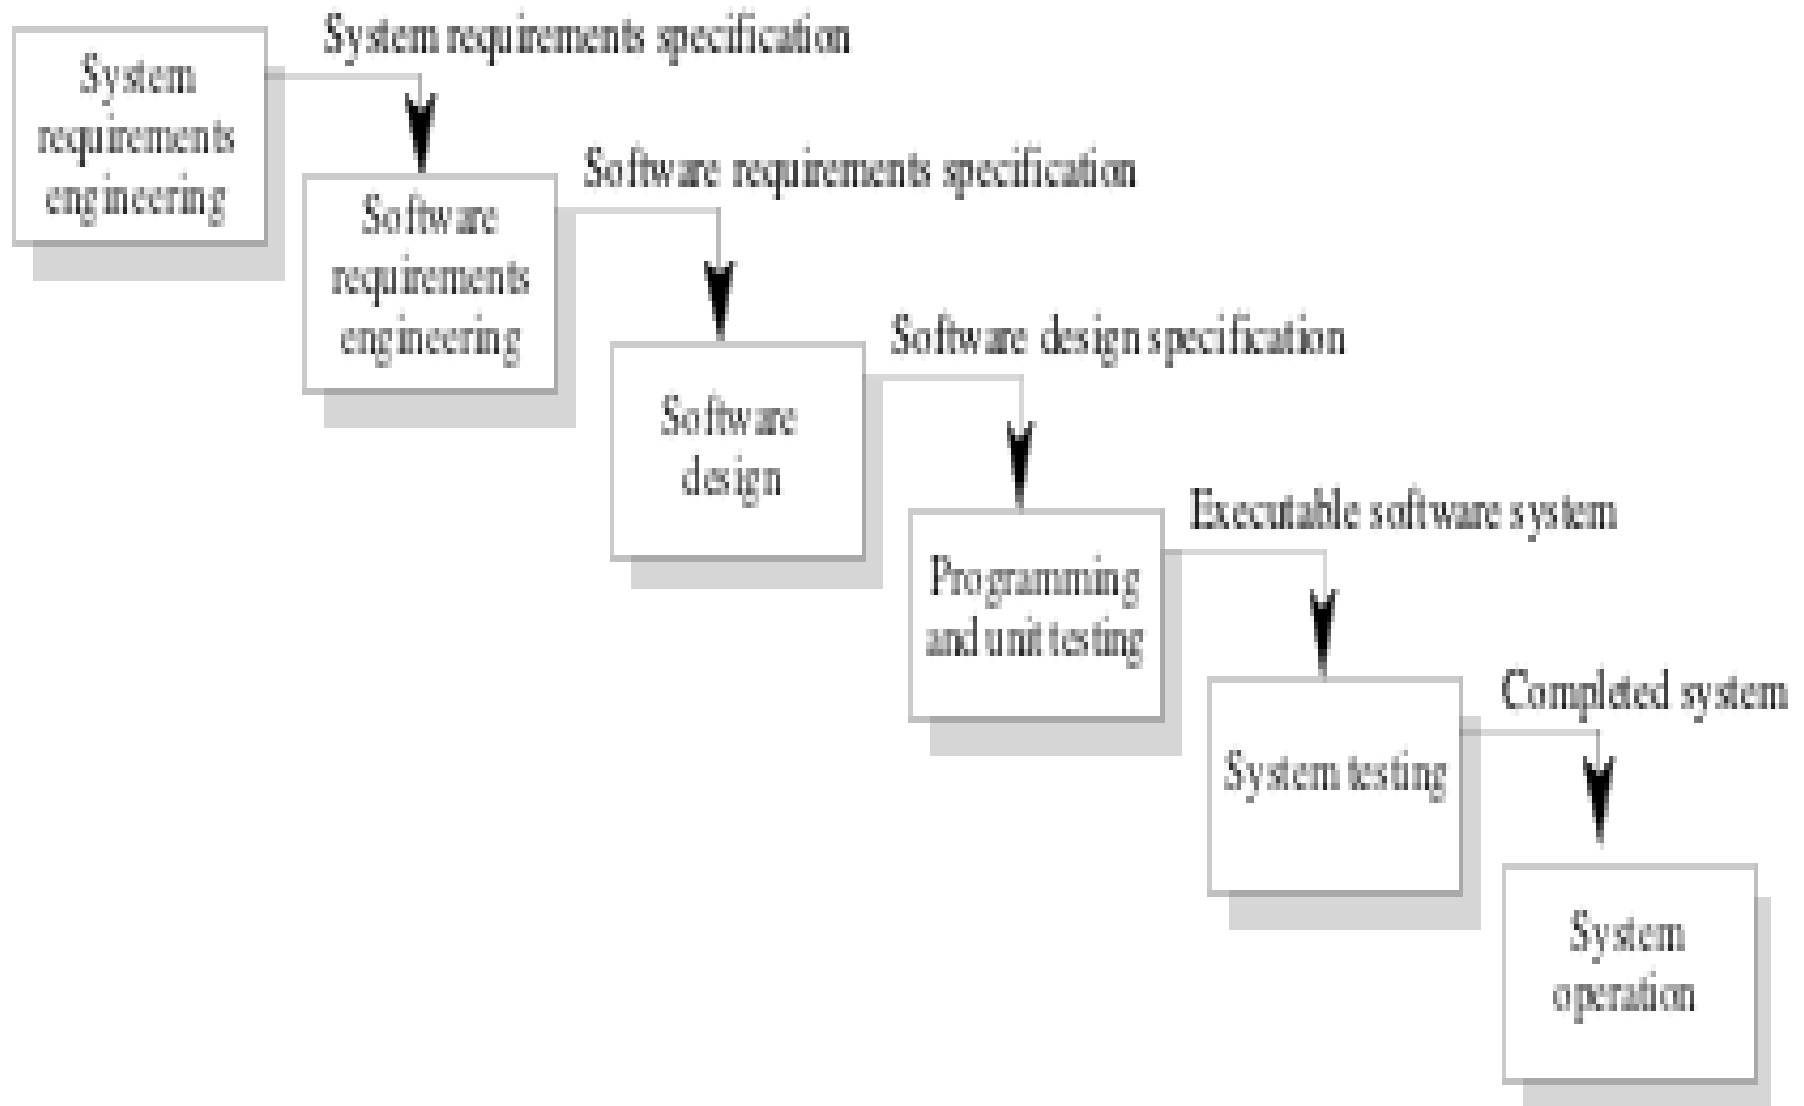 System requirements specification
System
requirements
engineering
Software requirements specification
Software
requirements
engineering
Software design specification
Software
design
Executable software system
Programming
and unit testing
Completed system
System testing
System
operation